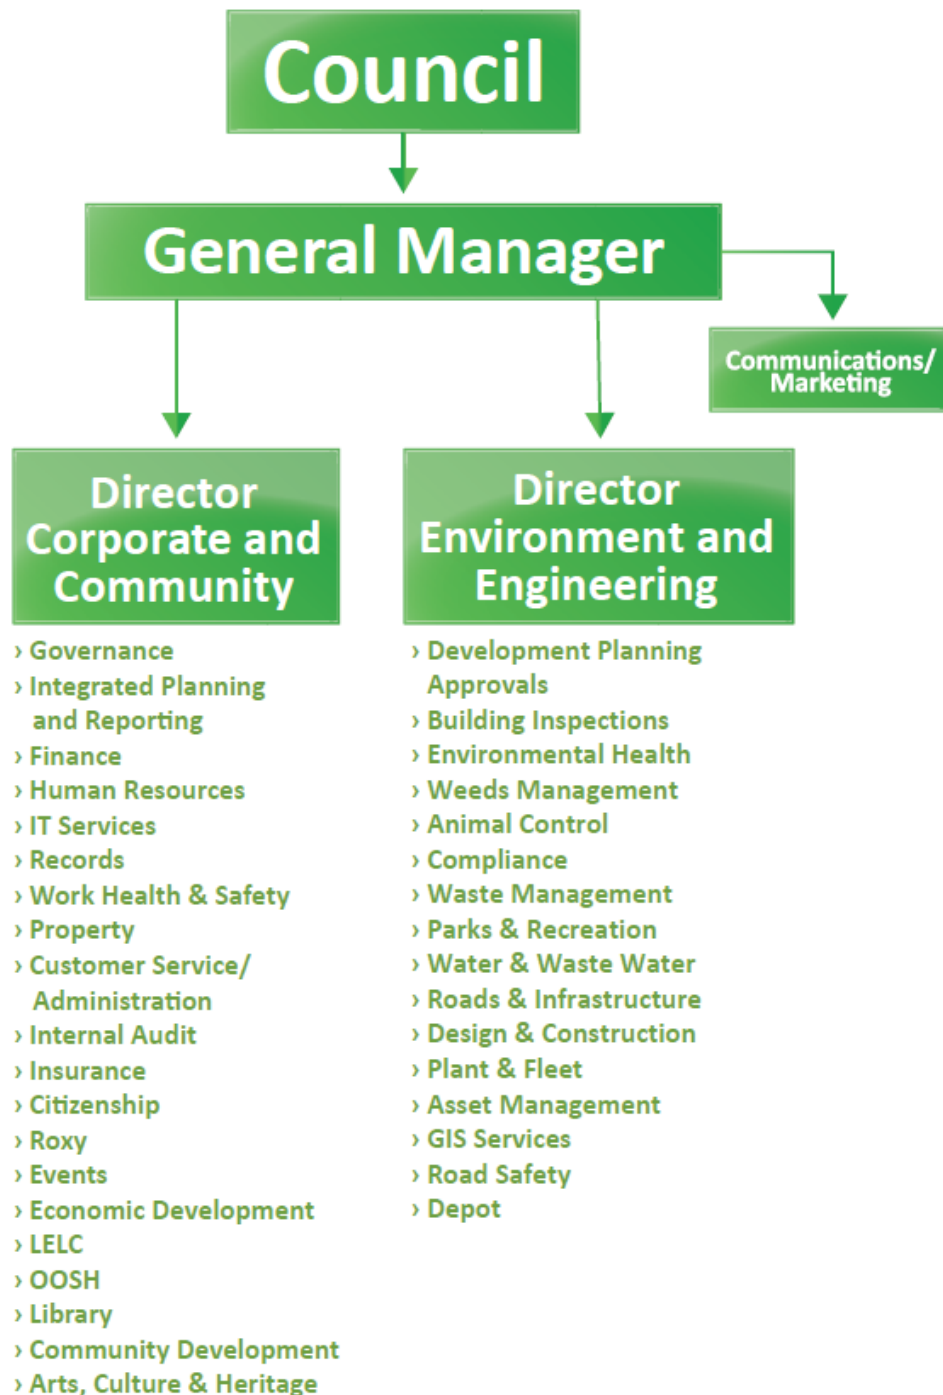 Council
General Manager
Communications/
Marketing
Director
Corporate and
Community
› Governance
› Integrated Planning
and Reporting
› Finance
› Human Resources
› IT Services
› Records
› Work Health & Safety
› Property
› Customer Service/
Administration
› Internal Audit
› Insurance
› Citizenship
› Roxy
› Events
› Economic Development
› LELC
› OOSH
› Library
› Community Development
› Arts, Culture & Heritage
Director
Environment and
Engineering
› Development Planning
Approvals
› Building Inspections
› Environmental Health
› Weeds Management
› Animal Control
› Compliance
› Waste Management
› Parks & Recreation
› Water & Waste Water
› Roads & Infrastructure
› Design & Construction
› Plant & Fleet
› Asset Management
› GIS Services
› Road Safety
› Depot